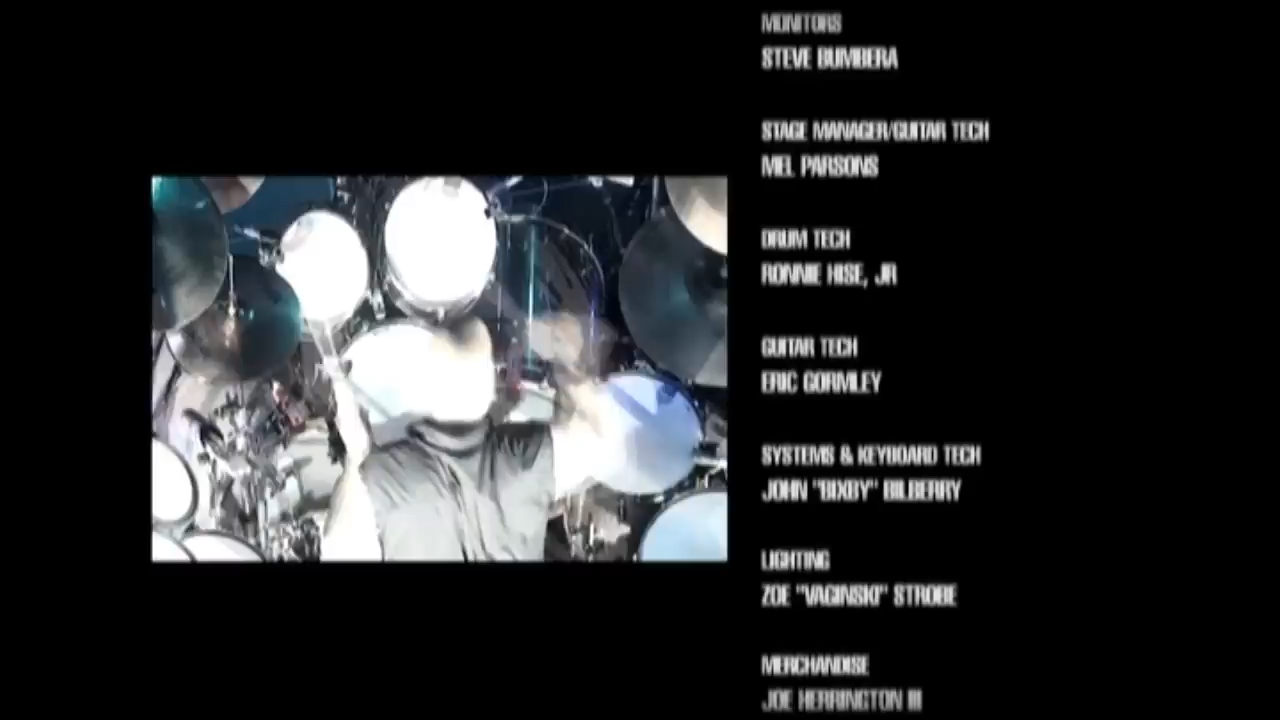 MONITORS
STEVE BUMBERA
STAGE MANAGER/GUITAR TECH
MEL PARSONS
DRUM TECH
RONNIE HISE, JR
GUITAR TECH
ERIC GORMLEY
SYSTEMS & KEYBOARD TECH
JOHN "BIXBY" BILBERRY
LIGHTING
ZOE "VAGINSKI" STROBE
MERCHANDISE
JOE HERRINGTON III